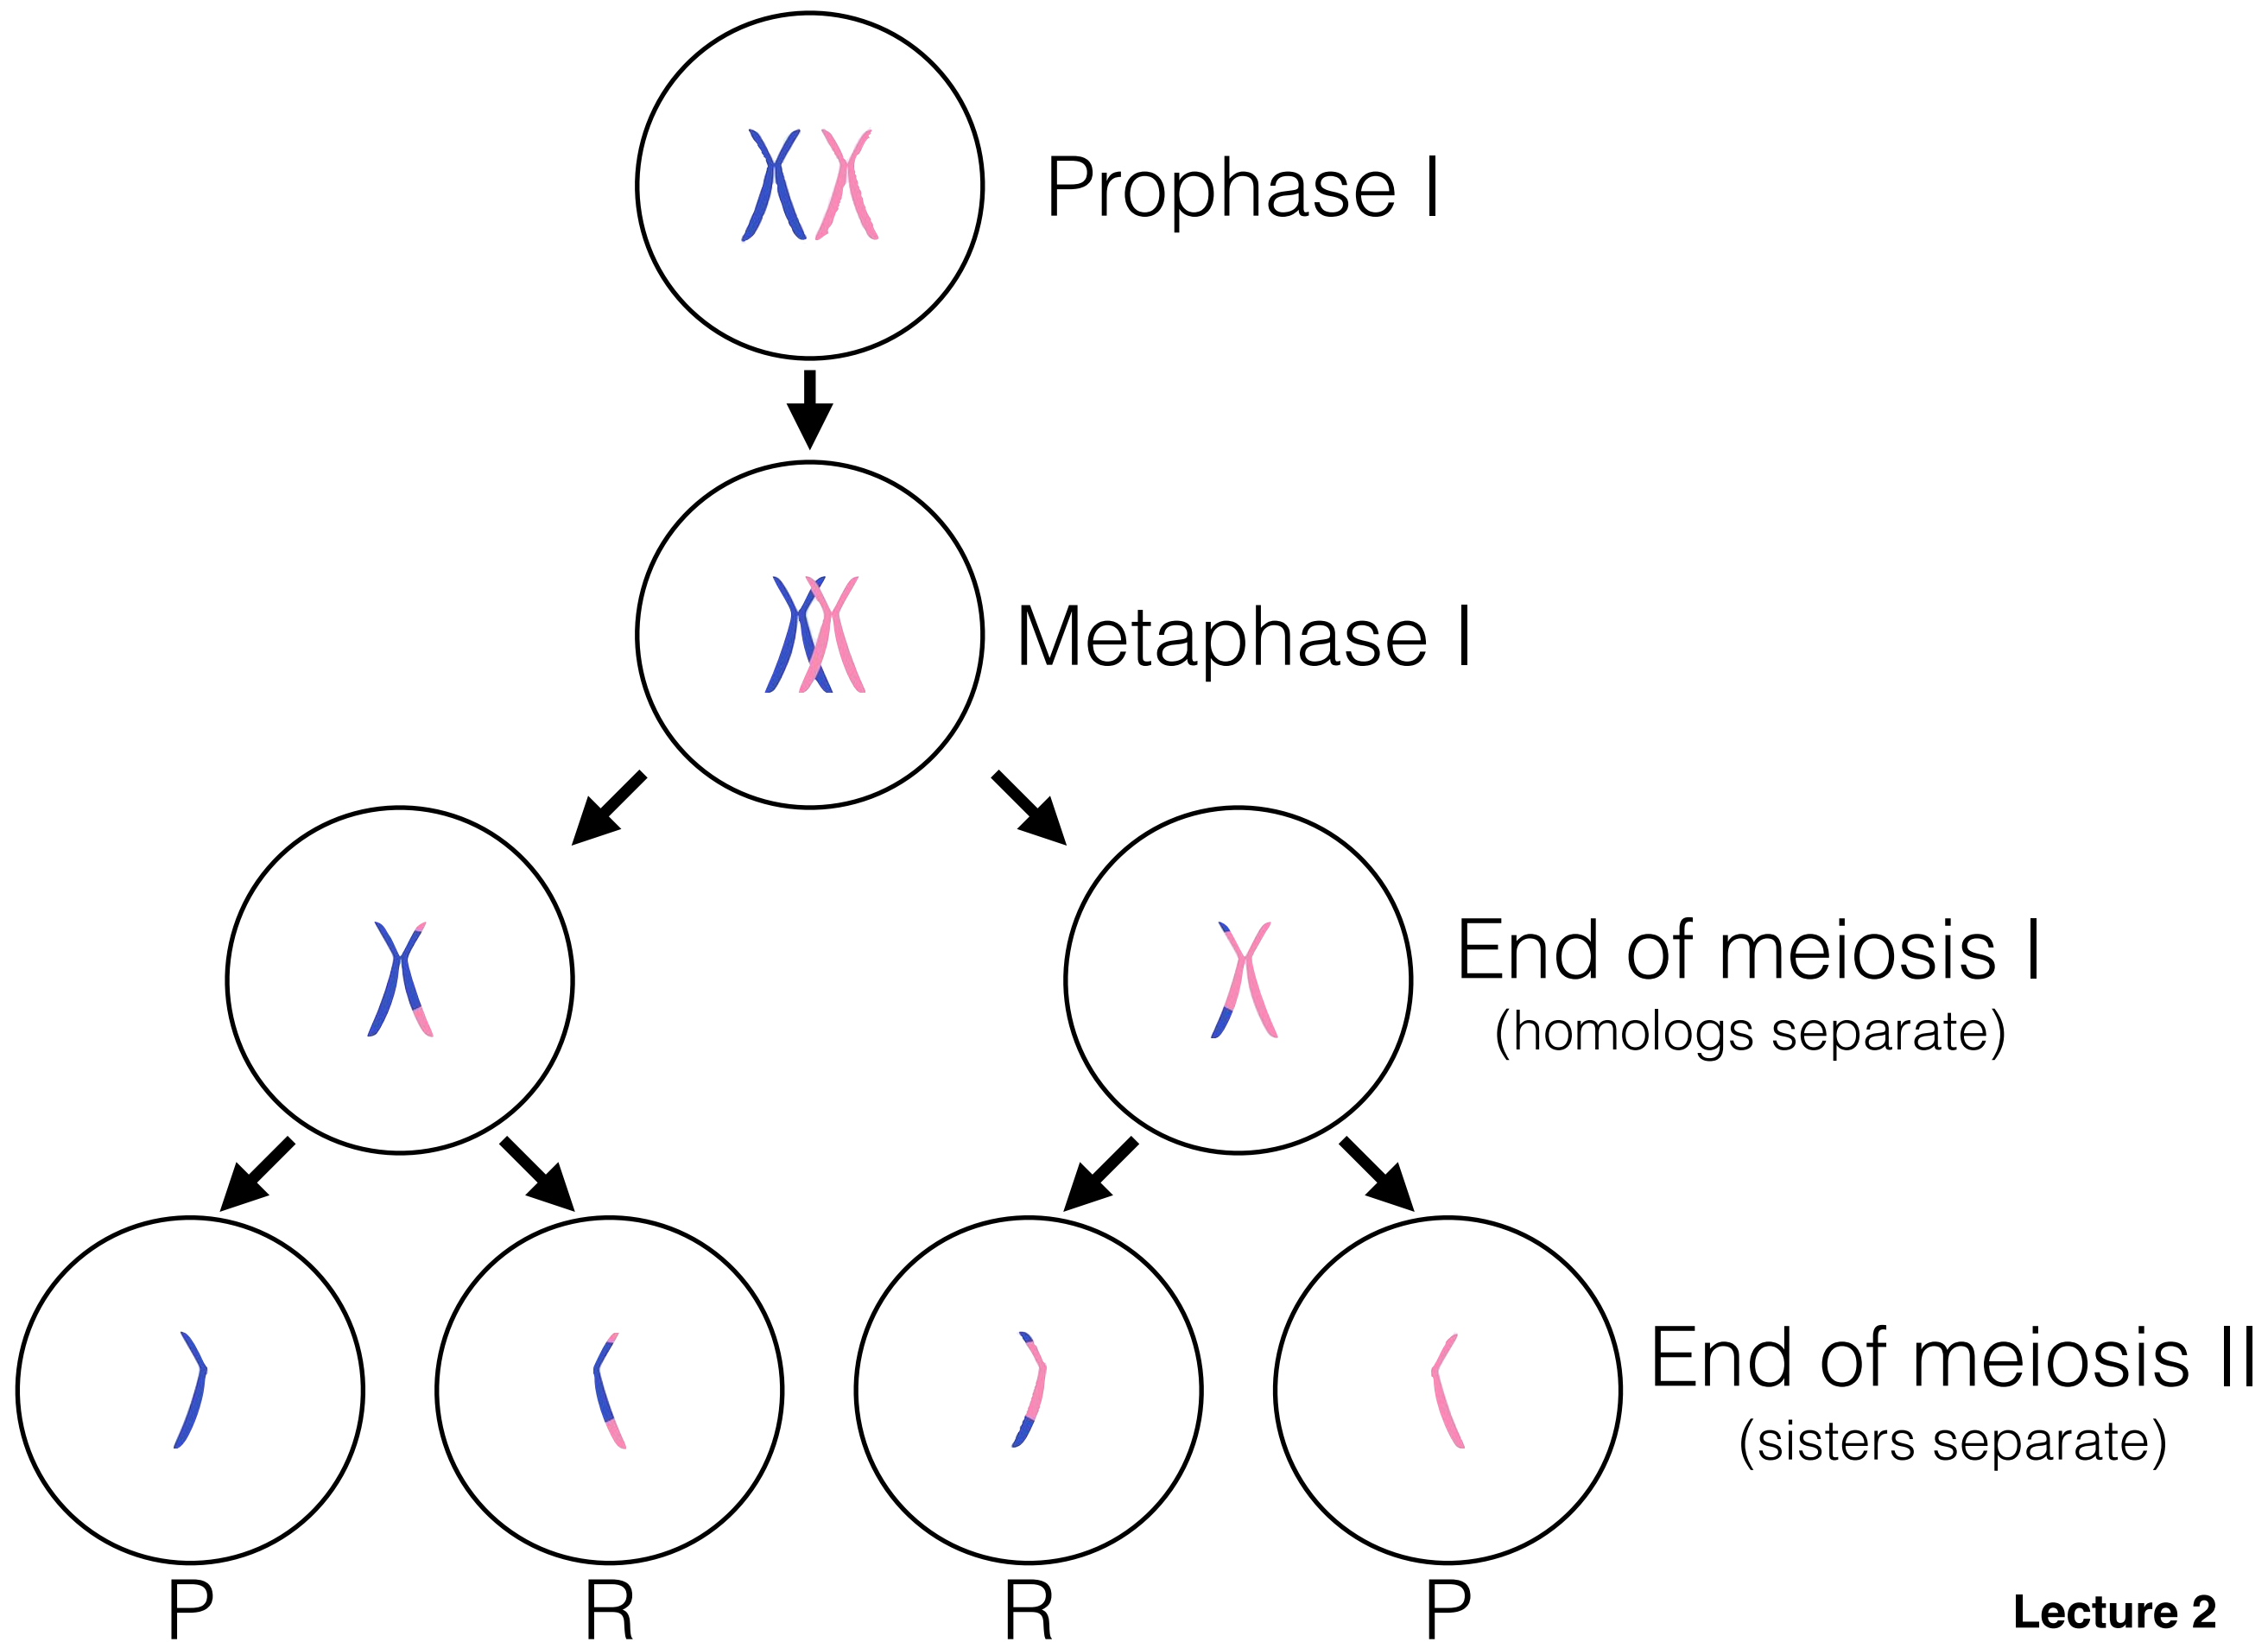 Prophase I
Metaphase I
End of meiosis I
(homologs separate)
End of meiosis II
(sisters separate)
P
R
R
P
Lecture 2